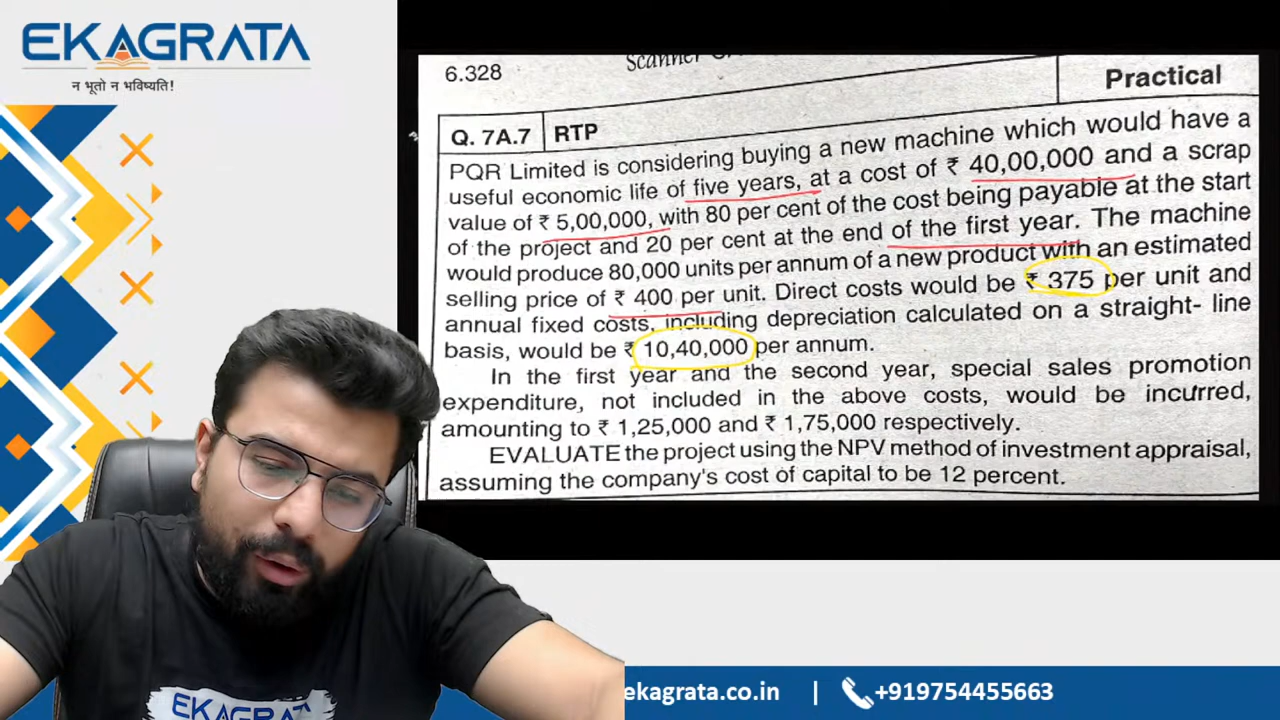 EKAGRATA
न भूतो न भविष्यति!
6.328
Scanner
Practical
Q. 7A.7
RTP
PQR Limited is considering buying a new machine which would have a
useful economic life of five years, at a cost of ₹ 40,00,000 and a scrap
value of ₹ 5,00,000, with 80 per cent of the cost being payable at the start
of the project and 20 per cent at the end of the first year. The machine
would produce 80,000 units per annum of a new product with an estimated
selling price of ₹ 400 per unit. Direct costs would be ₹ 375 per unit and
annual fixed costs, including depreciation calculated on a straight- line
basis, would be ₹ 10,40,000 per annum.
In the first year and the second year, special sales promotion
expenditure, not included in the above costs, would be incurred,
amounting to ₹ 1,25,000 and ₹ 1,75,000 respectively.
EVALUATE the project using the NPV method of investment appraisal,
assuming the company's cost of capital to be 12 percent.
EKAGRATA
ekagrata.co.in | +919754455663